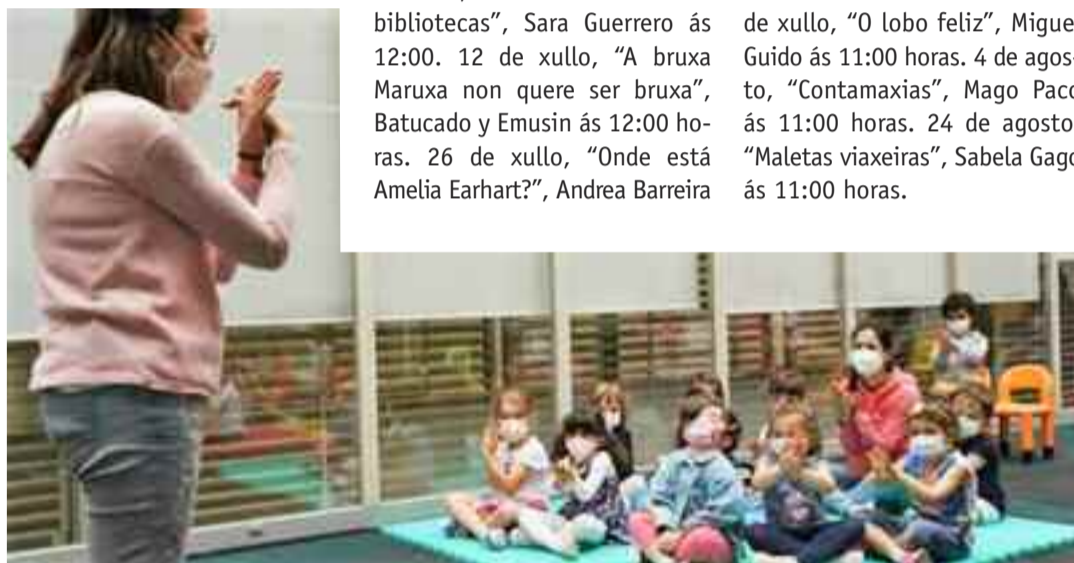 bibliotecas”, Sara Guerrero ás
12:00. 12 de xullo, “A bruxa
Maruxa non quere ser bruxa”,
Batucado y Emusin ás 12:00 ho-
ras. 26 de xullo, “Onde está
Amelia Earhart?”, Andrea Barreira
de xullo, “O lobo feliz”,
Guido ás 11:00 horas. 4 de agos-
to, “Contamaxias”, Mago
ás 11:00 horas. 24 de agosto
“Maletas viaxeiras”, Sabela
ás 11:00 horas.